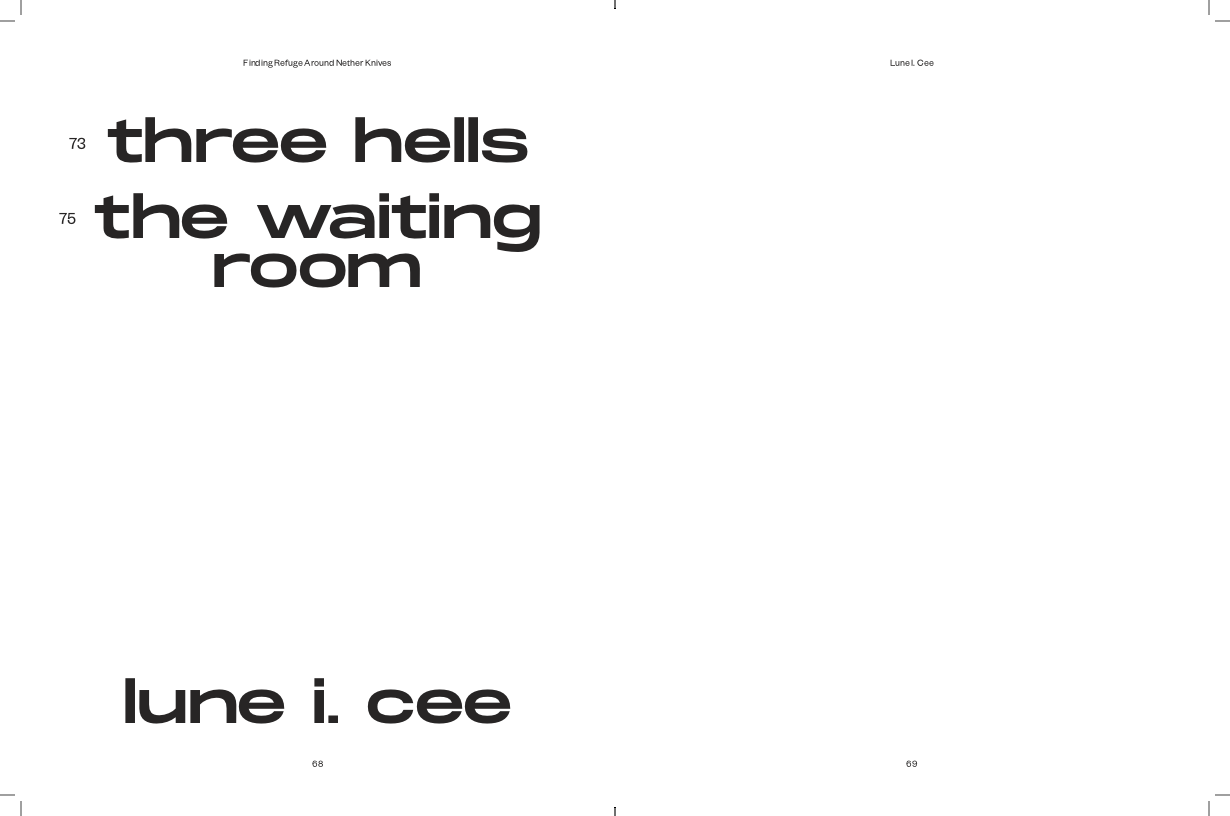 Finding Refuge Around Nether Knives
73 three hells
75 the waiting
room
lune i. cee
68
Lune I. Cee
69